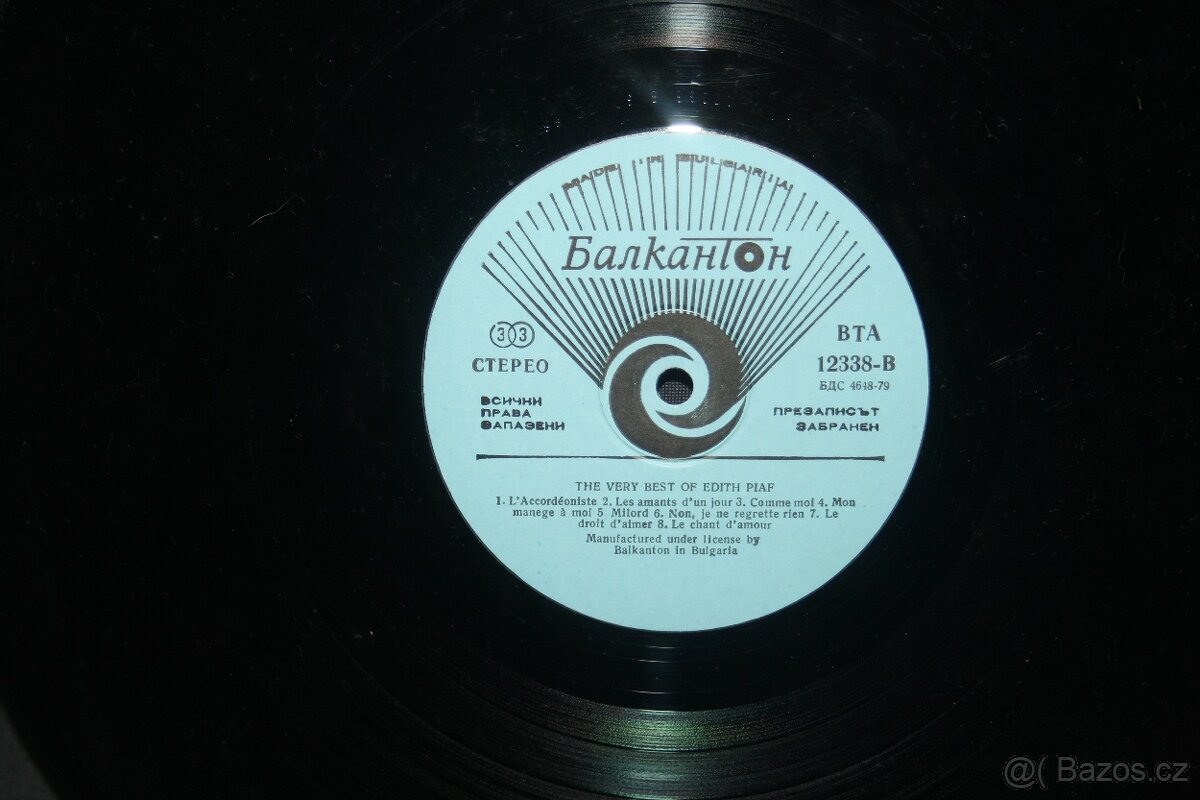 MADE IN BULGARIA
Балкантон
33
СТЕРЕО
ВСИЧКИ
ПРАВА
ЗАПАЗЕНИ
ВТА
12338-В
БДС 4648-79
ПРЕЗАПИСЪТ
ЗАБРАНЕН
THE VERY BEST OF EDITH PIAF
1. L'Accordéoniste 2. Les amants d'un jour 3. Comme moi 4. Mon
manege à moi 5 Milord 6. Non, je ne regrette rien 7. Le
droit d'aimer 8. Le chant d'amour
Manufactured under license by
Balkanton in Bulgaria
@( Bazos.cz